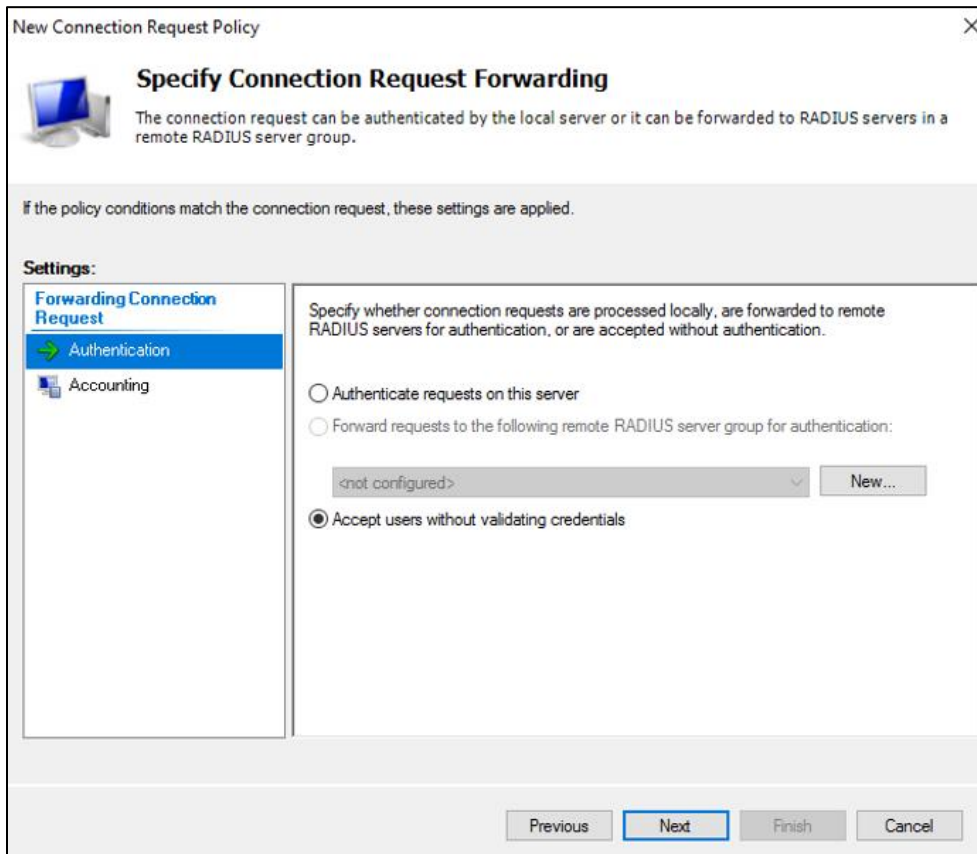 New Connection Request Policy
Specify Connection Request Forwarding
The connection request can be authenticated by the local server or it can be forwarded to RADIUS servers in a
remote RADIUS server group.
If the policy conditions match the connection request, these settings are applied.
Settings:
Forwarding Connection
Request
Authentication
Accounting
Specify whether connection requests are processed locally, are forwarded to remote
RADIUS servers for authentication, or are accepted without authentication.
Authenticate requests on this server
Forward requests to the following remote RADIUS server group for authentication:
<not configured>
New...
Accept users without validating credentials
Previous
Next
Finish
Cancel